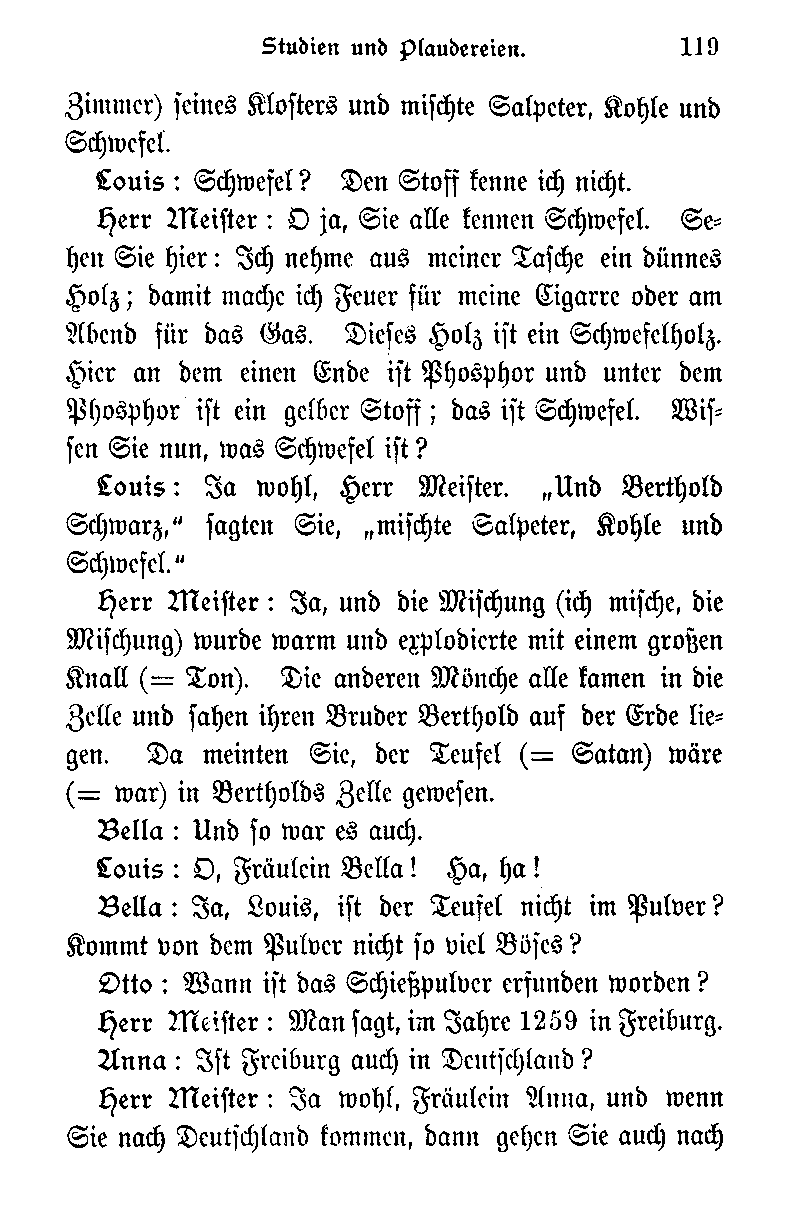 Studien und Plaudereien. 119
Zimmer) seines Klosters und mischte Salpeter, Kohle und
Schwefel.
Louis: Schwefel? Den Stoff kenne ich nicht.
Herr Meister: O ja, Sie alle kennen Schwefel. Se-
hen Sie hier: Ich nehme aus meiner Tasche ein dünnes
Holz; damit mache ich Feuer für meine Cigarre oder am
Abend für das Gas. Dieses Holz ist ein Schwefelholz.
Hier an dem einen Ende ist Phosphor und unter dem
Phosphor ist ein gelber Stoff; das ist Schwefel. Wis-
sen Sie nun, was Schwefel ist?
Louis: Ja wohl, Herr Meister. „Und Berthold
Schwarz,“ sagten Sie, „mischte Salpeter, Kohle und
Schwefel.“
Herr Meister: Ja, und die Mischung (ich mische, die
Mischung) wurde warm und explodierte mit einem großen
Knall (= Ton). Die anderen Mönche alle kamen in die
Zelle und sahen ihren Bruder Berthold auf der Erde lie-
gen. Da meinten Sie, der Teufel (= Satan) wäre
(= war) in Bertholds Zelle gewesen.
Bella: Und so war es auch.
Louis: O, Fräulein Bella! Ha, ha!
Bella: Ja, Louis, ist der Teufel nicht im Pulver?
Kommt von dem Pulver nicht so viel Böses?
Otto: Wann ist das Schießpulver erfunden worden?
Herr Meister: Man sagt, im Jahre 1259 in Freiburg.
Anna: Ist Freiburg auch in Deutschland?
Herr Meister: Ja wohl, Fräulein Anna, und wenn
Sie nach Deutschland kommen, dann gehen Sie auch nach